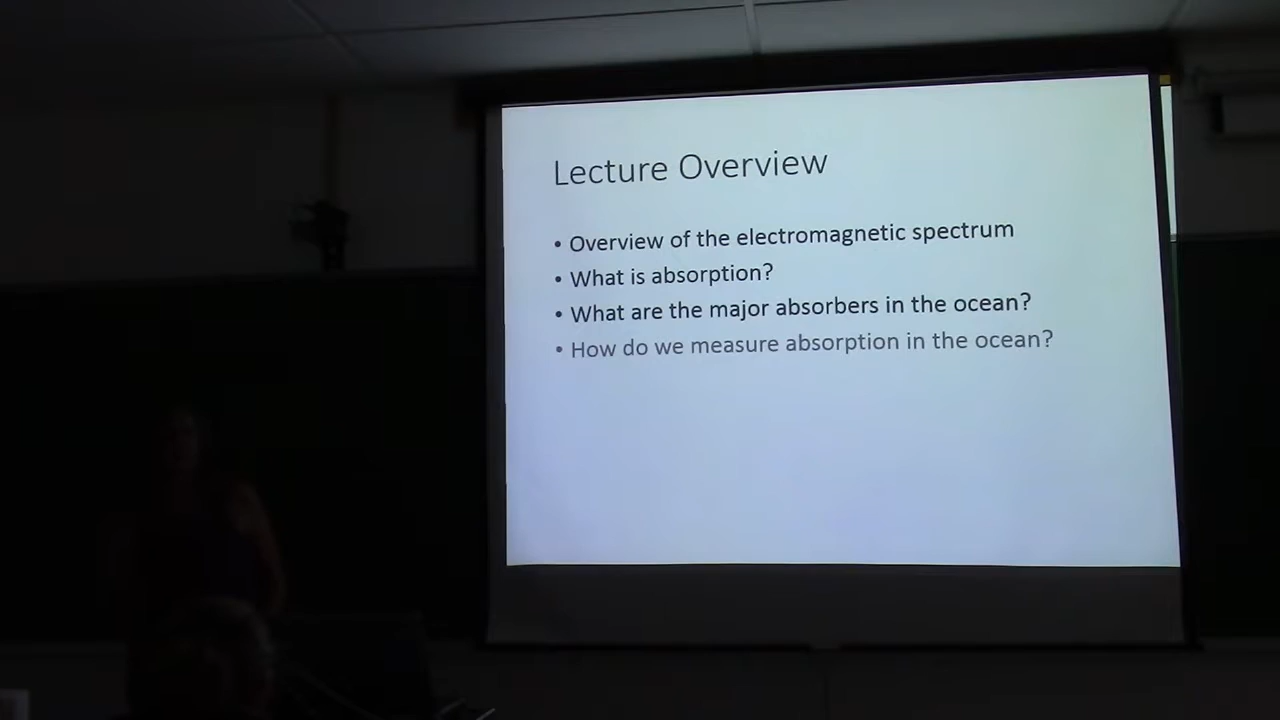 Lecture Overview
• Overview of the electromagnetic spectrum
• What is absorption?
• What are the major absorbers in the ocean?
• How do we measure absorption in the ocean?